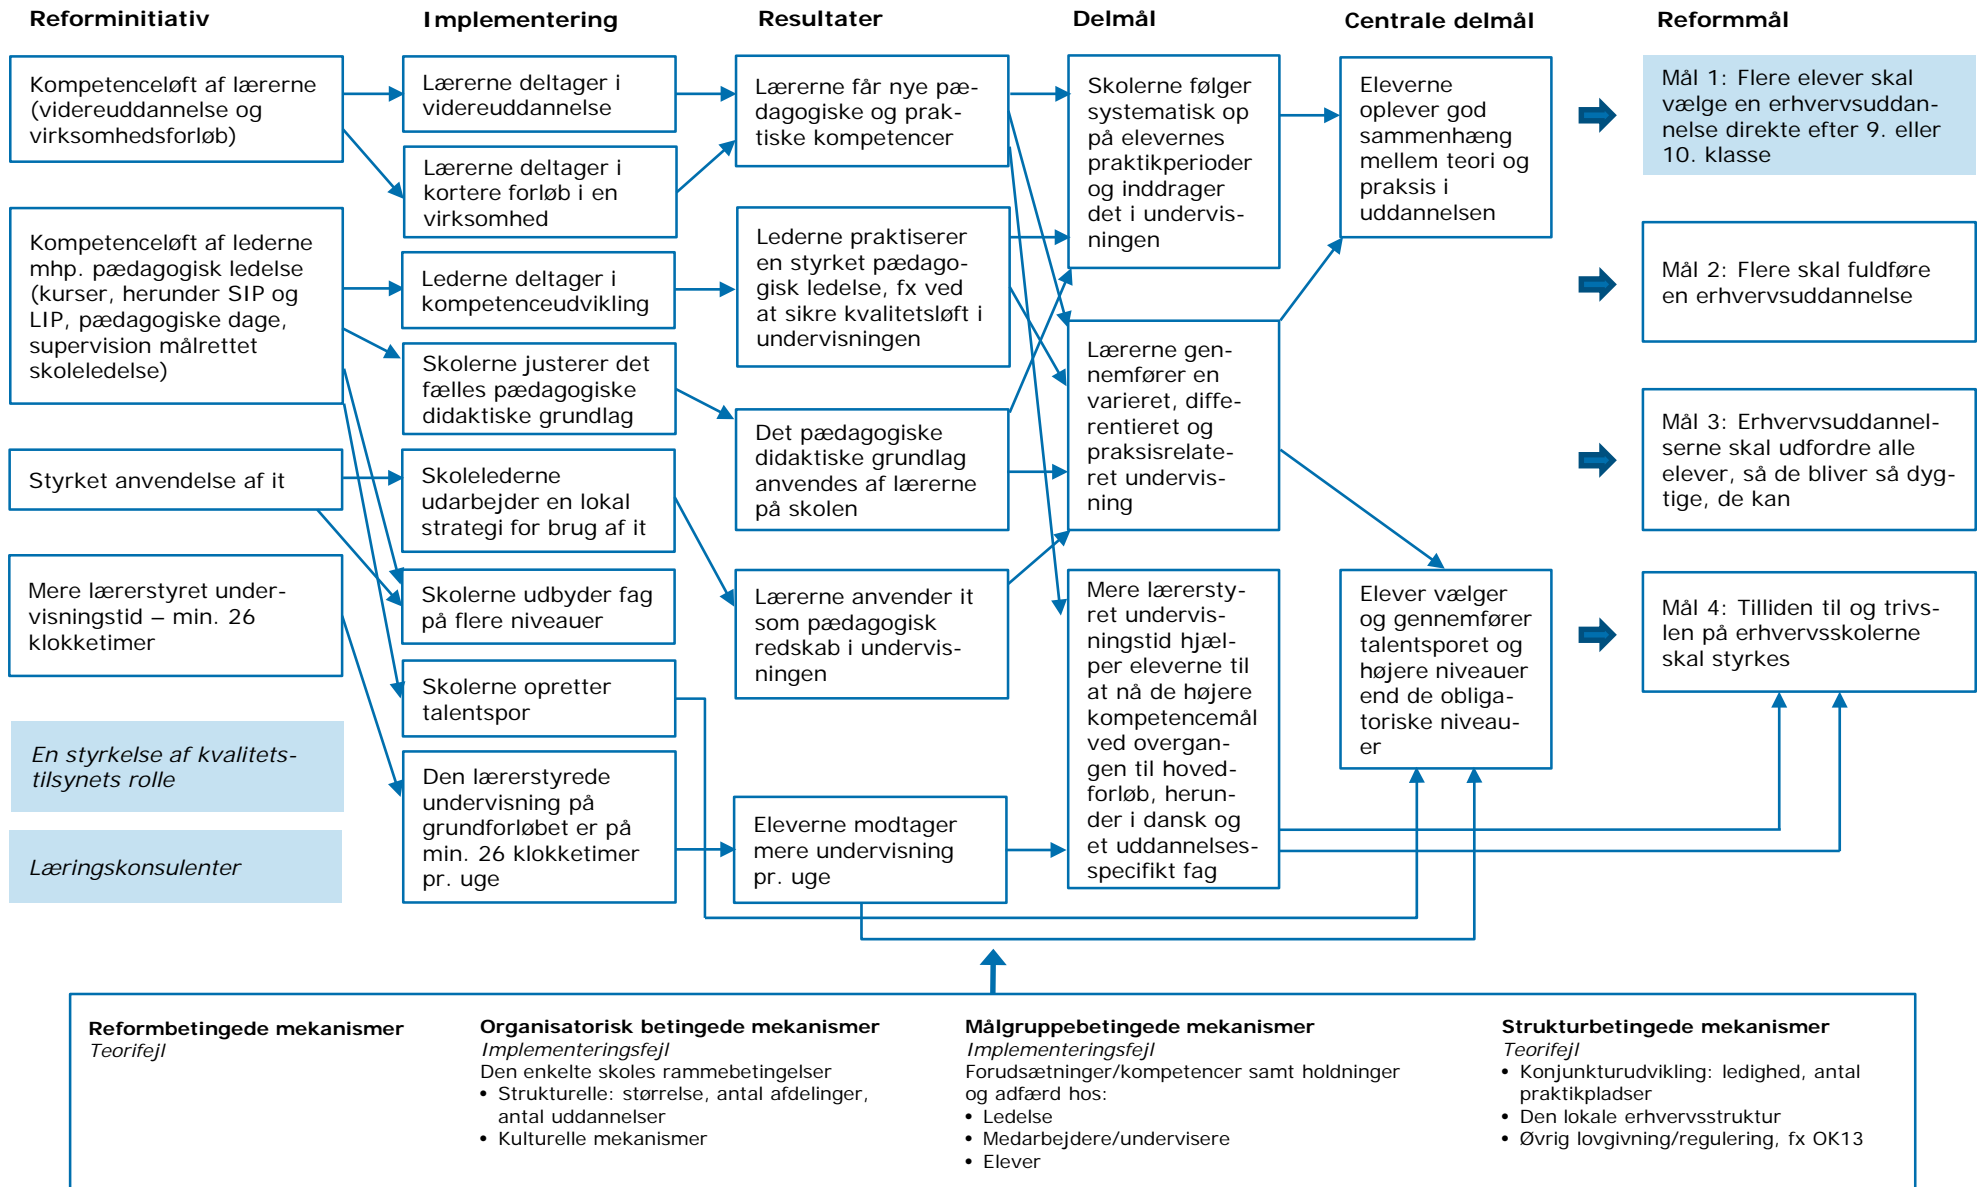 Reforminitiativ
Implementering
Resultater
Delmål
Centrale delmål
Reformmål
Kompetenceløft af lærerne
(videreuddannelse og
virksomhedsforløb)
Kompetenceløft af lederne
mhp. pædagogisk ledelse
(kurser, herunder SIP og
LIP, pædagogiske dage,
supervision målrettet
skoleledelse)
Styrket anvendelse af it
Mere lærerstyret under-
visningstid – min. 26
klokketimer
En styrkelse af kvalitets-
tilsynets rolle
Læringskonsulenter
Lærerne deltager i
videreuddannelse
Lærerne deltager i
kortere forløb i en
virksomhed
Lederne deltager i
kompetenceudvikling
Skolerne justerer det
fælles pædagogiske
didaktiske grundlag
Skolelederne
udarbejder en lokal
strategi for brug af it
Skolerne udbyder fag
på flere niveauer
Skolerne opretter
talentspor
Den lærerstyrede
undervisning på
grundforløbet er på
min. 26 klokketimer
pr. uge
Lærerne får nye pæ-
dagogiske og prak-
tiske kompetencer
Lederne praktiserer
en styrket pædago-
gisk ledelse, fx ved
at sikre kvalitetsløft i
undervisningen
Det pædagogiske
didaktiske grundlag
anvendes af lærerne
på skolen
Lærerne anvender it
som pædagogisk
redskab i undervis-
ningen
Eleverne modtager
mere undervisning
pr. uge
Skolerne følger
systematisk op
på elevernes
praktikperioder
og inddrager
det i undervis-
ningen
Lærerne gen-
nemfører en
varieret, diffe-
rentieret og
praksisrelate-
ret undervis-
ning
Mere lærersty-
ret undervis-
ningstid hjæl-
per eleverne til
at nå de højere
kompetencemål
ved overgan-
gen til hoved-
forløb, herun-
der i dansk og
et uddannelses-
specifikt fag
Eleverne
oplever god
sammenhæng
mellem teori og
praksis i
uddannelsen
Elever vælger
og gennemfører
talentsporet og
højere niveauer
end de obliga-
toriske niveau-
er
Mål 1: Flere elever skal
vælge en erhvervsuddan-
nelse direkte efter 9. eller
10. klasse
Mål 2: Flere skal fuldføre
en erhvervsuddannelse
Mål 3: Erhvervsuddannel-
serne skal udfordre alle
elever, så de bliver så dyg-
tige, de kan
Mål 4: Tilliden til og trivs-
len på erhvervsskolerne
skal styrkes
Reformbetingede mekanismer
Teorifejl
Organisatorisk betingede mekanismer
Implementeringsfejl
Den enkelte skoles rammebetingelser
• Strukturelle: størrelse, antal afdelinger,
antal uddannelser
• Kulturelle mekanismer
Målgruppebetingede mekanismer
Implementeringsfejl
Forudsætninger/kompetencer samt holdninger
og adfærd hos:
• Ledelse
• Medarbejdere/undervisere
• Elever
Strukturbetingede mekanismer
Teorifejl
• Konjunkturudvikling: ledighed, antal
praktikpladser
• Den lokale erhvervsstruktur
• Øvrig lovgivning/regulering, fx OK13